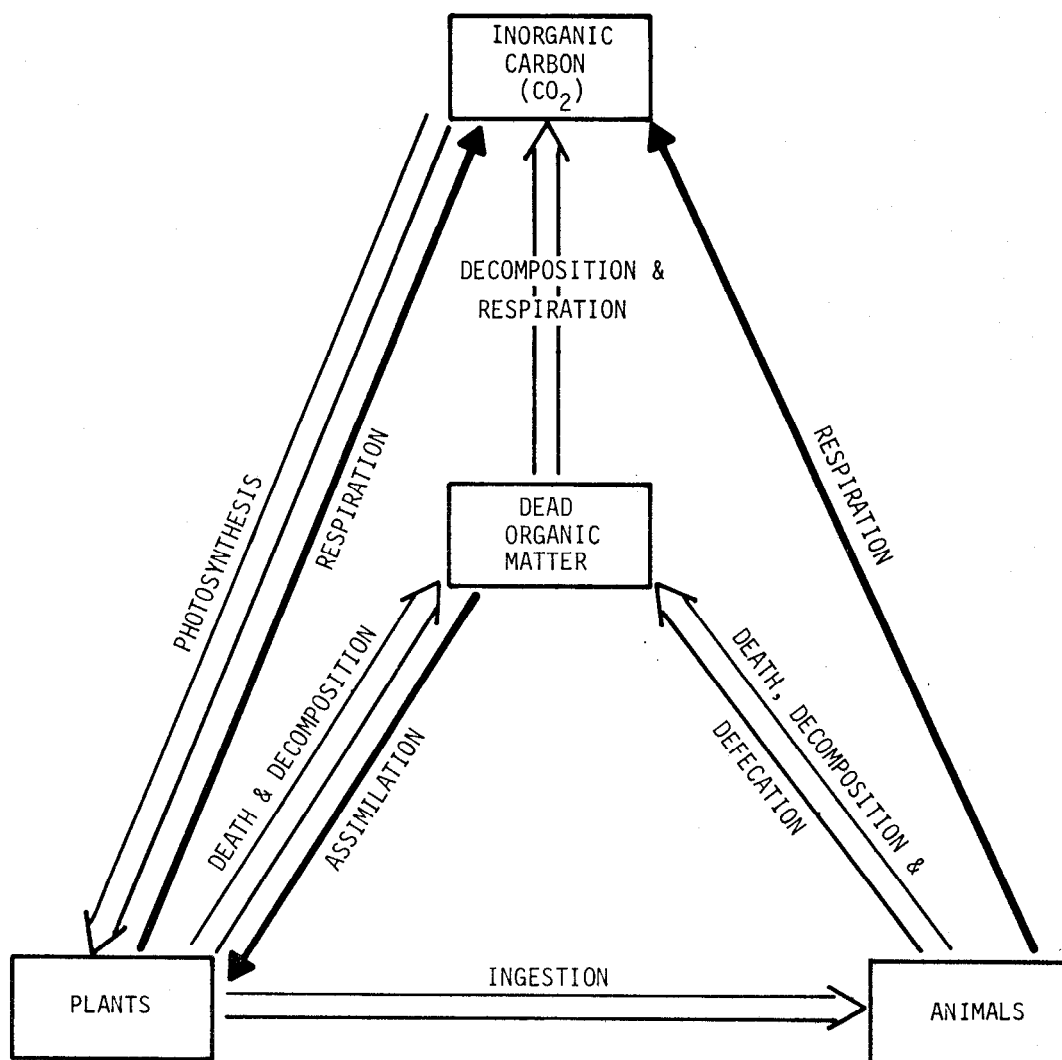 INORGANIC
CARBON
(CO2)
DECOMPOSITION &
RESPIRATION
PHOTOSYNTHESIS
RESPIRATION
RESPIRATION
DEAD
ORGANIC
MATTER
DEATH & DECOMPOSITION
ASSIMILATION
DEATH, DECOMPOSITION &
DEFECATION
PLANTS
INGESTION
ANIMALS